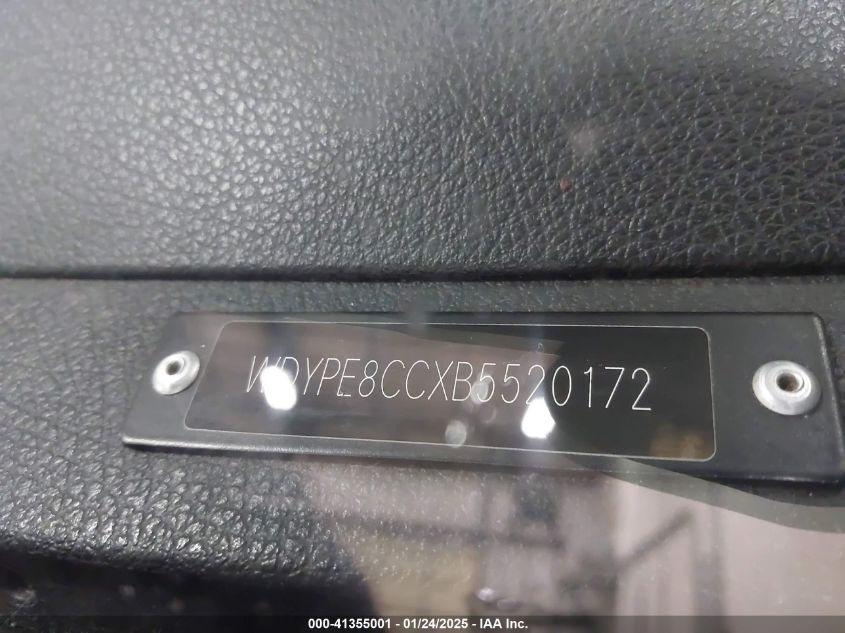 WDYPE8CCXB5520172
000-41355001 - 01/24/2025 - IAA Inc.